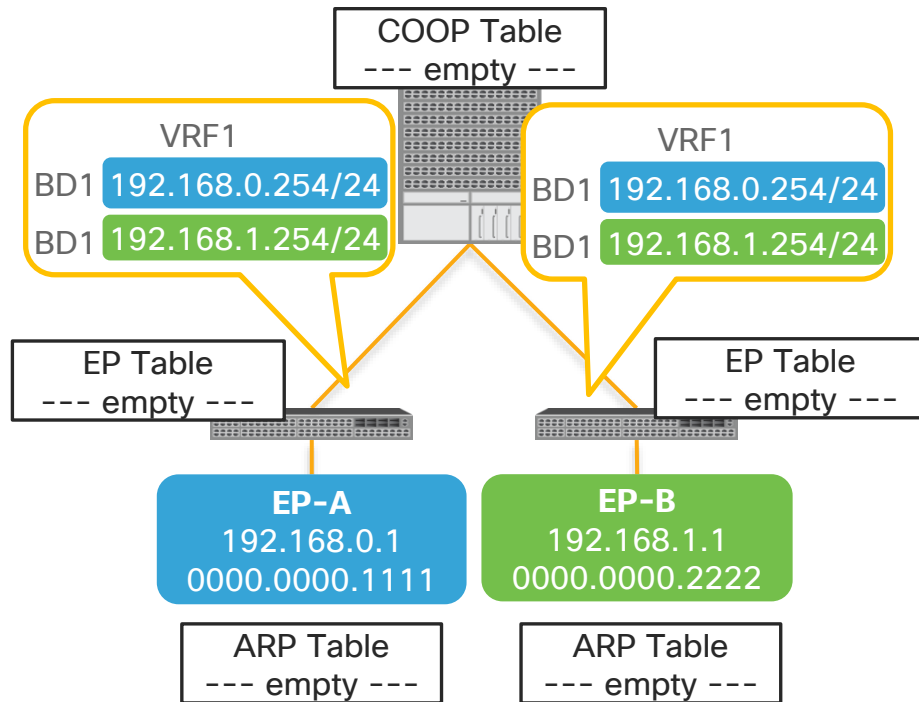 COOP Table
--- empty ---
VRF1
BD1 192.168.0.254/24
BD1 192.168.1.254/24
VRF1
BD1 192.168.0.254/24
BD1 192.168.1.254/24
EP Table
--- empty ---
EP Table
--- empty ---
EP-A
192.168.0.1
0000.0000.1111
EP-B
192.168.1.1
0000.0000.2222
ARP Table
--- empty ---
ARP Table
--- empty ---